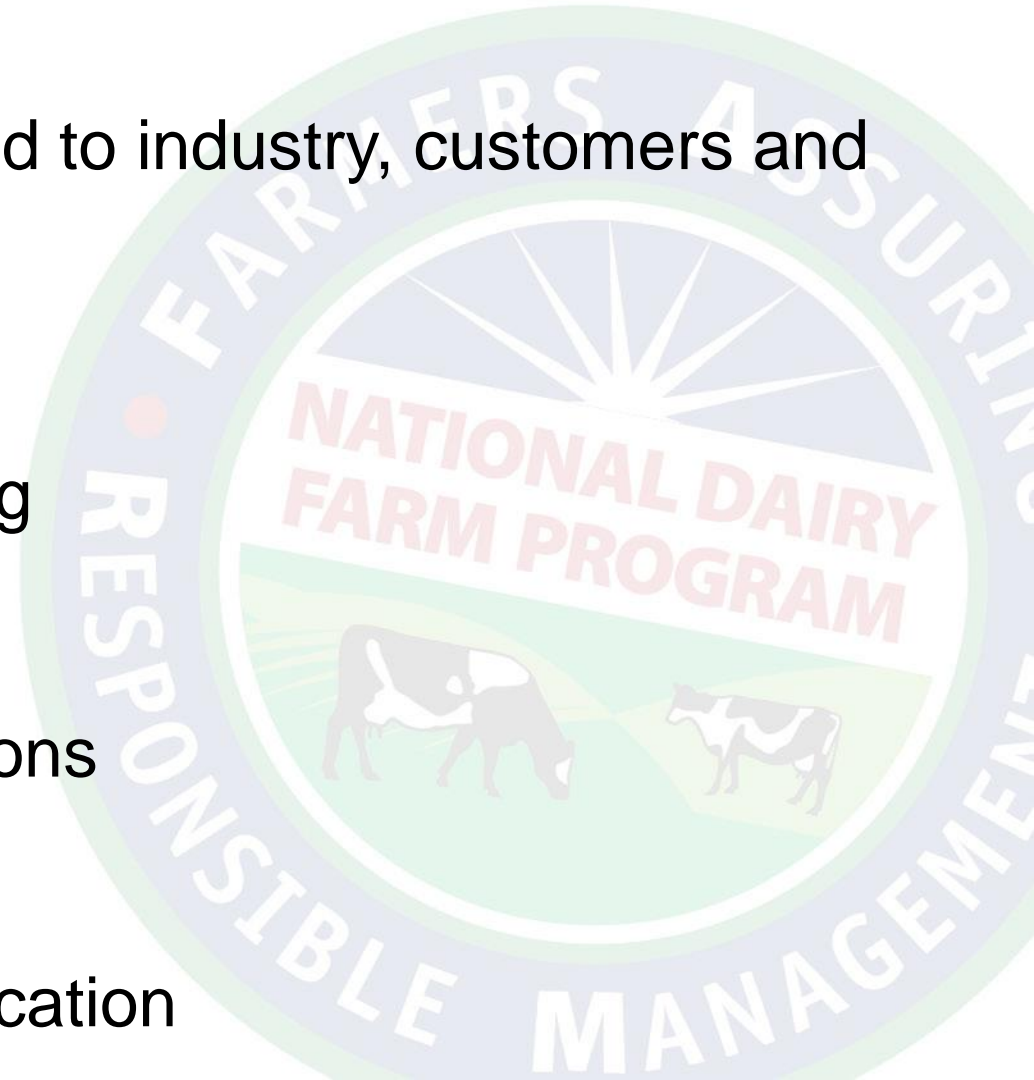 d to industry, customers and
g
ons
cation
FARMERS ASSURING
RESPONSIBLE MANAGEMENT
NATIONAL DAIRY
FARM PROGRAM